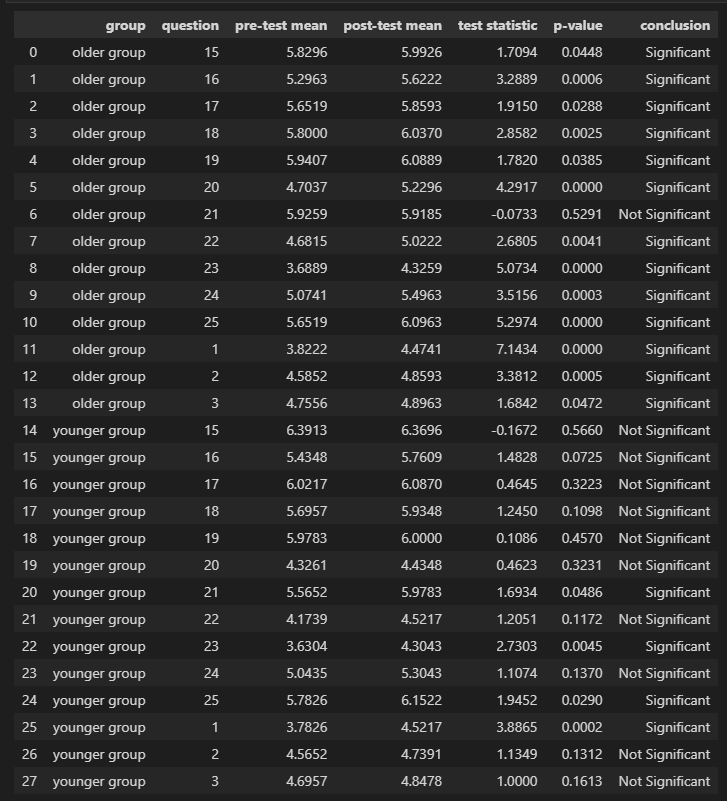 group question pre-test mean post-test mean test statistic p-value conclusion
0 older group 15 5.8296 5.9926 1.7094 0.0448 Significant
1 older group 16 5.2963 5.6222 3.2889 0.0006 Significant
2 older group 17 5.6519 5.8593 1.9150 0.0288 Significant
3 older group 18 5.8000 6.0370 2.8582 0.0025 Significant
4 older group 19 5.9407 6.0889 1.7820 0.0385 Significant
5 older group 20 4.7037 5.2296 4.2917 0.0000 Significant
6 older group 21 5.9259 5.9185 -0.0733 0.5291 Not Significant
7 older group 22 4.6815 5.0222 2.6805 0.0041 Significant
8 older group 23 3.6889 4.3259 5.0734 0.0000 Significant
9 older group 24 5.0741 5.4963 3.5156 0.0003 Significant
10 older group 25 5.6519 6.0963 5.2974 0.0000 Significant
11 older group 1 3.8222 4.4741 7.1434 0.0000 Significant
12 older group 2 4.5852 4.8593 3.3812 0.0005 Significant
13 older group 3 4.7556 4.8963 1.6842 0.0472 Significant
14 younger group 15 6.3913 6.3696 -0.1672 0.5660 Not Significant
15 younger group 16 5.4348 5.7609 1.4828 0.0725 Not Significant
16 younger group 17 6.0217 6.0870 0.4645 0.3223 Not Significant
17 younger group 18 5.6957 5.9348 1.2450 0.1098 Not Significant
18 younger group 19 5.9783 6.0000 0.1086 0.4570 Not Significant
19 younger group 20 4.3261 4.4348 0.4623 0.3231 Not Significant
20 younger group 21 5.5652 5.9783 1.6934 0.0486 Significant
21 younger group 22 4.1739 4.5217 1.2051 0.1172 Not Significant
22 younger group 23 3.6304 4.3043 2.7303 0.0045 Significant
23 younger group 24 5.0435 5.3043 1.1074 0.1370 Not Significant
24 younger group 25 5.7826 6.1522 1.9452 0.0290 Significant
25 younger group 1 3.7826 4.5217 3.8865 0.0002 Significant
26 younger group 2 4.5652 4.7391 1.1349 0.1312 Not Significant
27 younger group 3 4.6957 4.8478 1.0000 0.1613 Not Significant